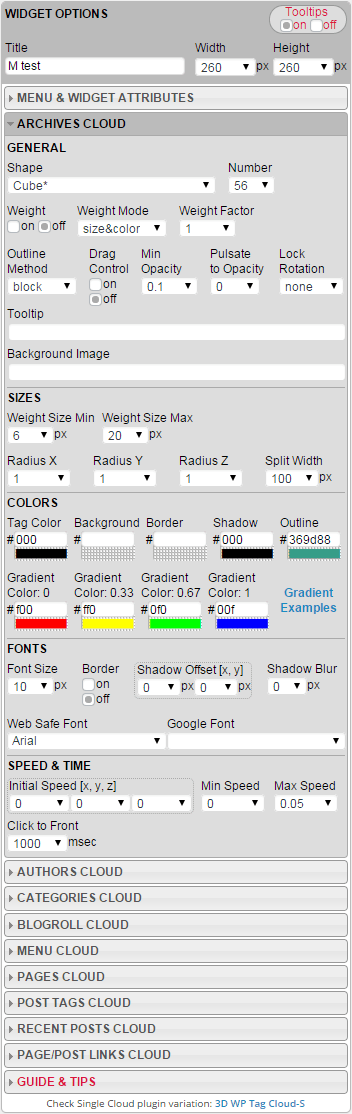 WIDGET OPTIONS
Tooltips
on off
Title Width Height
M test 260 px 260 px
MENU & WIDGET ATTRIBUTES
ARCHIVES CLOUD
GENERAL
Shape Number
Cube* 56
Weight Weight Mode Weight Factor
on off size&color 1
Outline Drag Min Pulsate Lock
Method Control Opacity to Opacity Rotation
block on 0.1 0 none
off
Tooltip
Background Image
SIZES
Weight Size Min Weight Size Max
6 px 20 px
Radius X Radius Y Radius Z Split Width
1 1 1 100 px
COLORS
Tag Color Background Border Shadow Outline
# 000 # # # 000 # 369d88
Gradient Gradient Gradient Gradient
Color: 0 Color: 0.33 Color: 0.67 Color: 1 Gradient
# f00 # ff0 # 0f0 # 00f Examples
FONTS
Font Size Border Shadow Offset [x, y] Shadow Blur
10 px on 0 px 0 px 0 px
off
Web Safe Font Google Font
Arial
SPEED & TIME
Initial Speed [x, y, z] Min Speed Max Speed
0 0 0 0 0.05
Click to Front
1000 msec
AUTHORS CLOUD
CATEGORIES CLOUD
BLOGROLL CLOUD
MENU CLOUD
PAGES CLOUD
POST TAGS CLOUD
RECENT POSTS CLOUD
PAGE/POST LINKS CLOUD
GUIDE & TIPS
Check Single Cloud plugin variation: 3D WP Tag Cloud-S